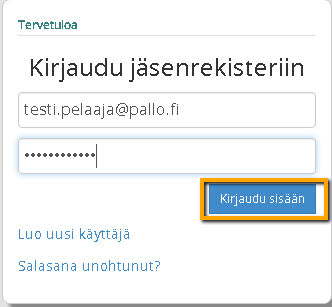 Tervetuloa
Kirjaudu jäsenrekisteriin
testi.pelaaja@pallo.fi
••••••••••••
Kirjaudu sisään
Luo uusi käyttäjä
Salasana unohtunut?